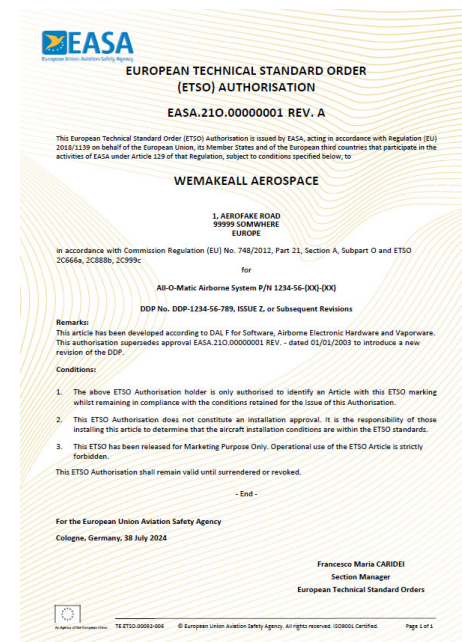 EASA
European Union Aviation Safety Agency
EUROPEAN TECHNICAL STANDARD ORDER
(ETSO) AUTHORISATION
EASA.21O.00000001 REV. A
This European Technical Standard Order (ETSO) Authorisation is issued by EASA, acting in accordance with Regulation (EU)
2018/1139 on behalf of the European Union, its Member States and of the European third countries that participate in the
activities of EASA under Article 129 of that Regulation, subject to conditions specified below, to
WEMAKEALL AEROSPACE
1, AEROFAKE ROAD
99999 SOMWHERE
EUROPE
in accordance with Commission Regulation (EU) No. 748/2012, Part 21, Section A, Subpart O and ETSO
2C666a, 2C888b, 2C999c
for
All-O-Matic Airborne System P/N 1234-56-(XX)-(XX)
DDP No. DDP-1234-56-789, ISSUE Z, or Subsequent Revisions
Remarks:
This article has been developed according to DAL F for Software, Airborne Electronic Hardware and Vaporware.
This authorisation supersedes approval EASA.21O.00000001 REV. - dated 01/01/2003 to introduce a new
revision of the DDP.
Conditions:
1. The above ETSO Authorisation holder is only authorised to identify an Article with this ETSO marking
whilst remaining in compliance with the conditions retained for the Issue of this Authorisation.
2. This ETSO Authorisation does not constitute an installation approval. It is the responsibility of those
installing this article to determine that the aircraft installation conditions are within the ETSO standards.
3. This ETSO has been released for Marketing Purpose Only. Operational use of the ETSO Article is strictly
forbidden.
This ETSO Authorisation shall remain valid until surrendered or revoked.
- End -
For the European Union Aviation Safety Agency
Cologne, Germany, 38 July 2024
Francesco Maria CARIDEI
Section Manager
European Technical Standard Orders
An Agency of the European Union
TE.ETSO.00092-006 © European Union Aviation Safety Agency. All rights reserved. ISO9001 Certified. Page 1 of 1